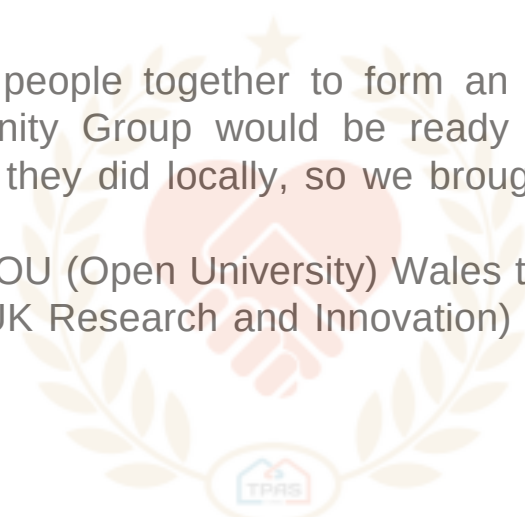 people together to form an
nity Group would be ready
they did locally, so we broug
OU (Open University) Wales t
UK Research and Innovation)
TPAS